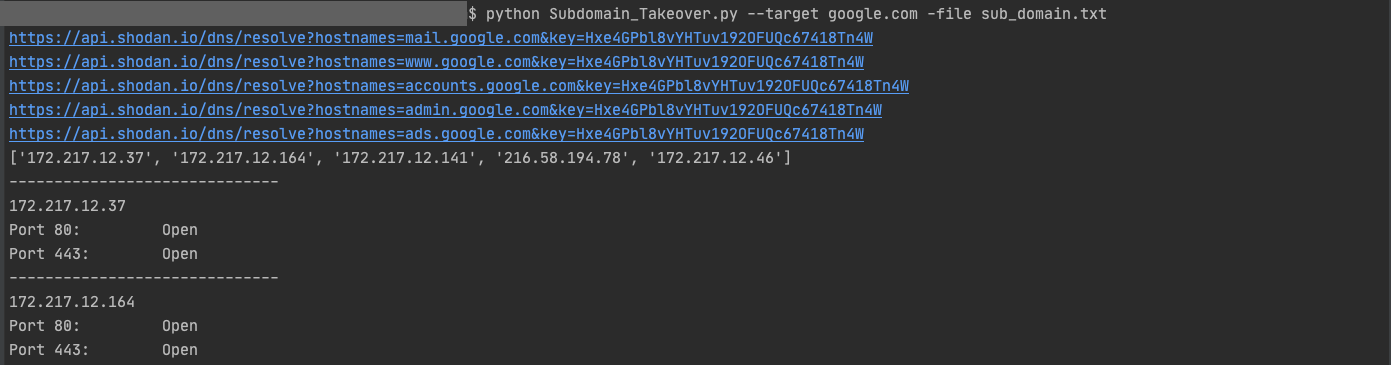 $ python Subdomain_Takeover.py --target google.com -file sub_domain.txt
https://api.shodan.io/dns/resolve?hostnames=mail.google.com&key=Hxe4GPbl8vYHTuv192OFUQc67418Tn4W
https://api.shodan.io/dns/resolve?hostnames=www.google.com&key=Hxe4GPbl8vYHTuv192OFUQc67418Tn4W
https://api.shodan.io/dns/resolve?hostnames=accounts.google.com&key=Hxe4GPbl8vYHTuv192OFUQc67418Tn4W
https://api.shodan.io/dns/resolve?hostnames=admin.google.com&key=Hxe4GPbl8vYHTuv192OFUQc67418Tn4W
https://api.shodan.io/dns/resolve?hostnames=ads.google.com&key=Hxe4GPbl8vYHTuv192OFUQc67418Tn4W
['172.217.12.37', '172.217.12.164', '172.217.12.141', '216.58.194.78', '172.217.12.46']
------------------------------
172.217.12.37
Port 80:         Open
Port 443:        Open
------------------------------
172.217.12.164
Port 80:         Open
Port 443:        Open